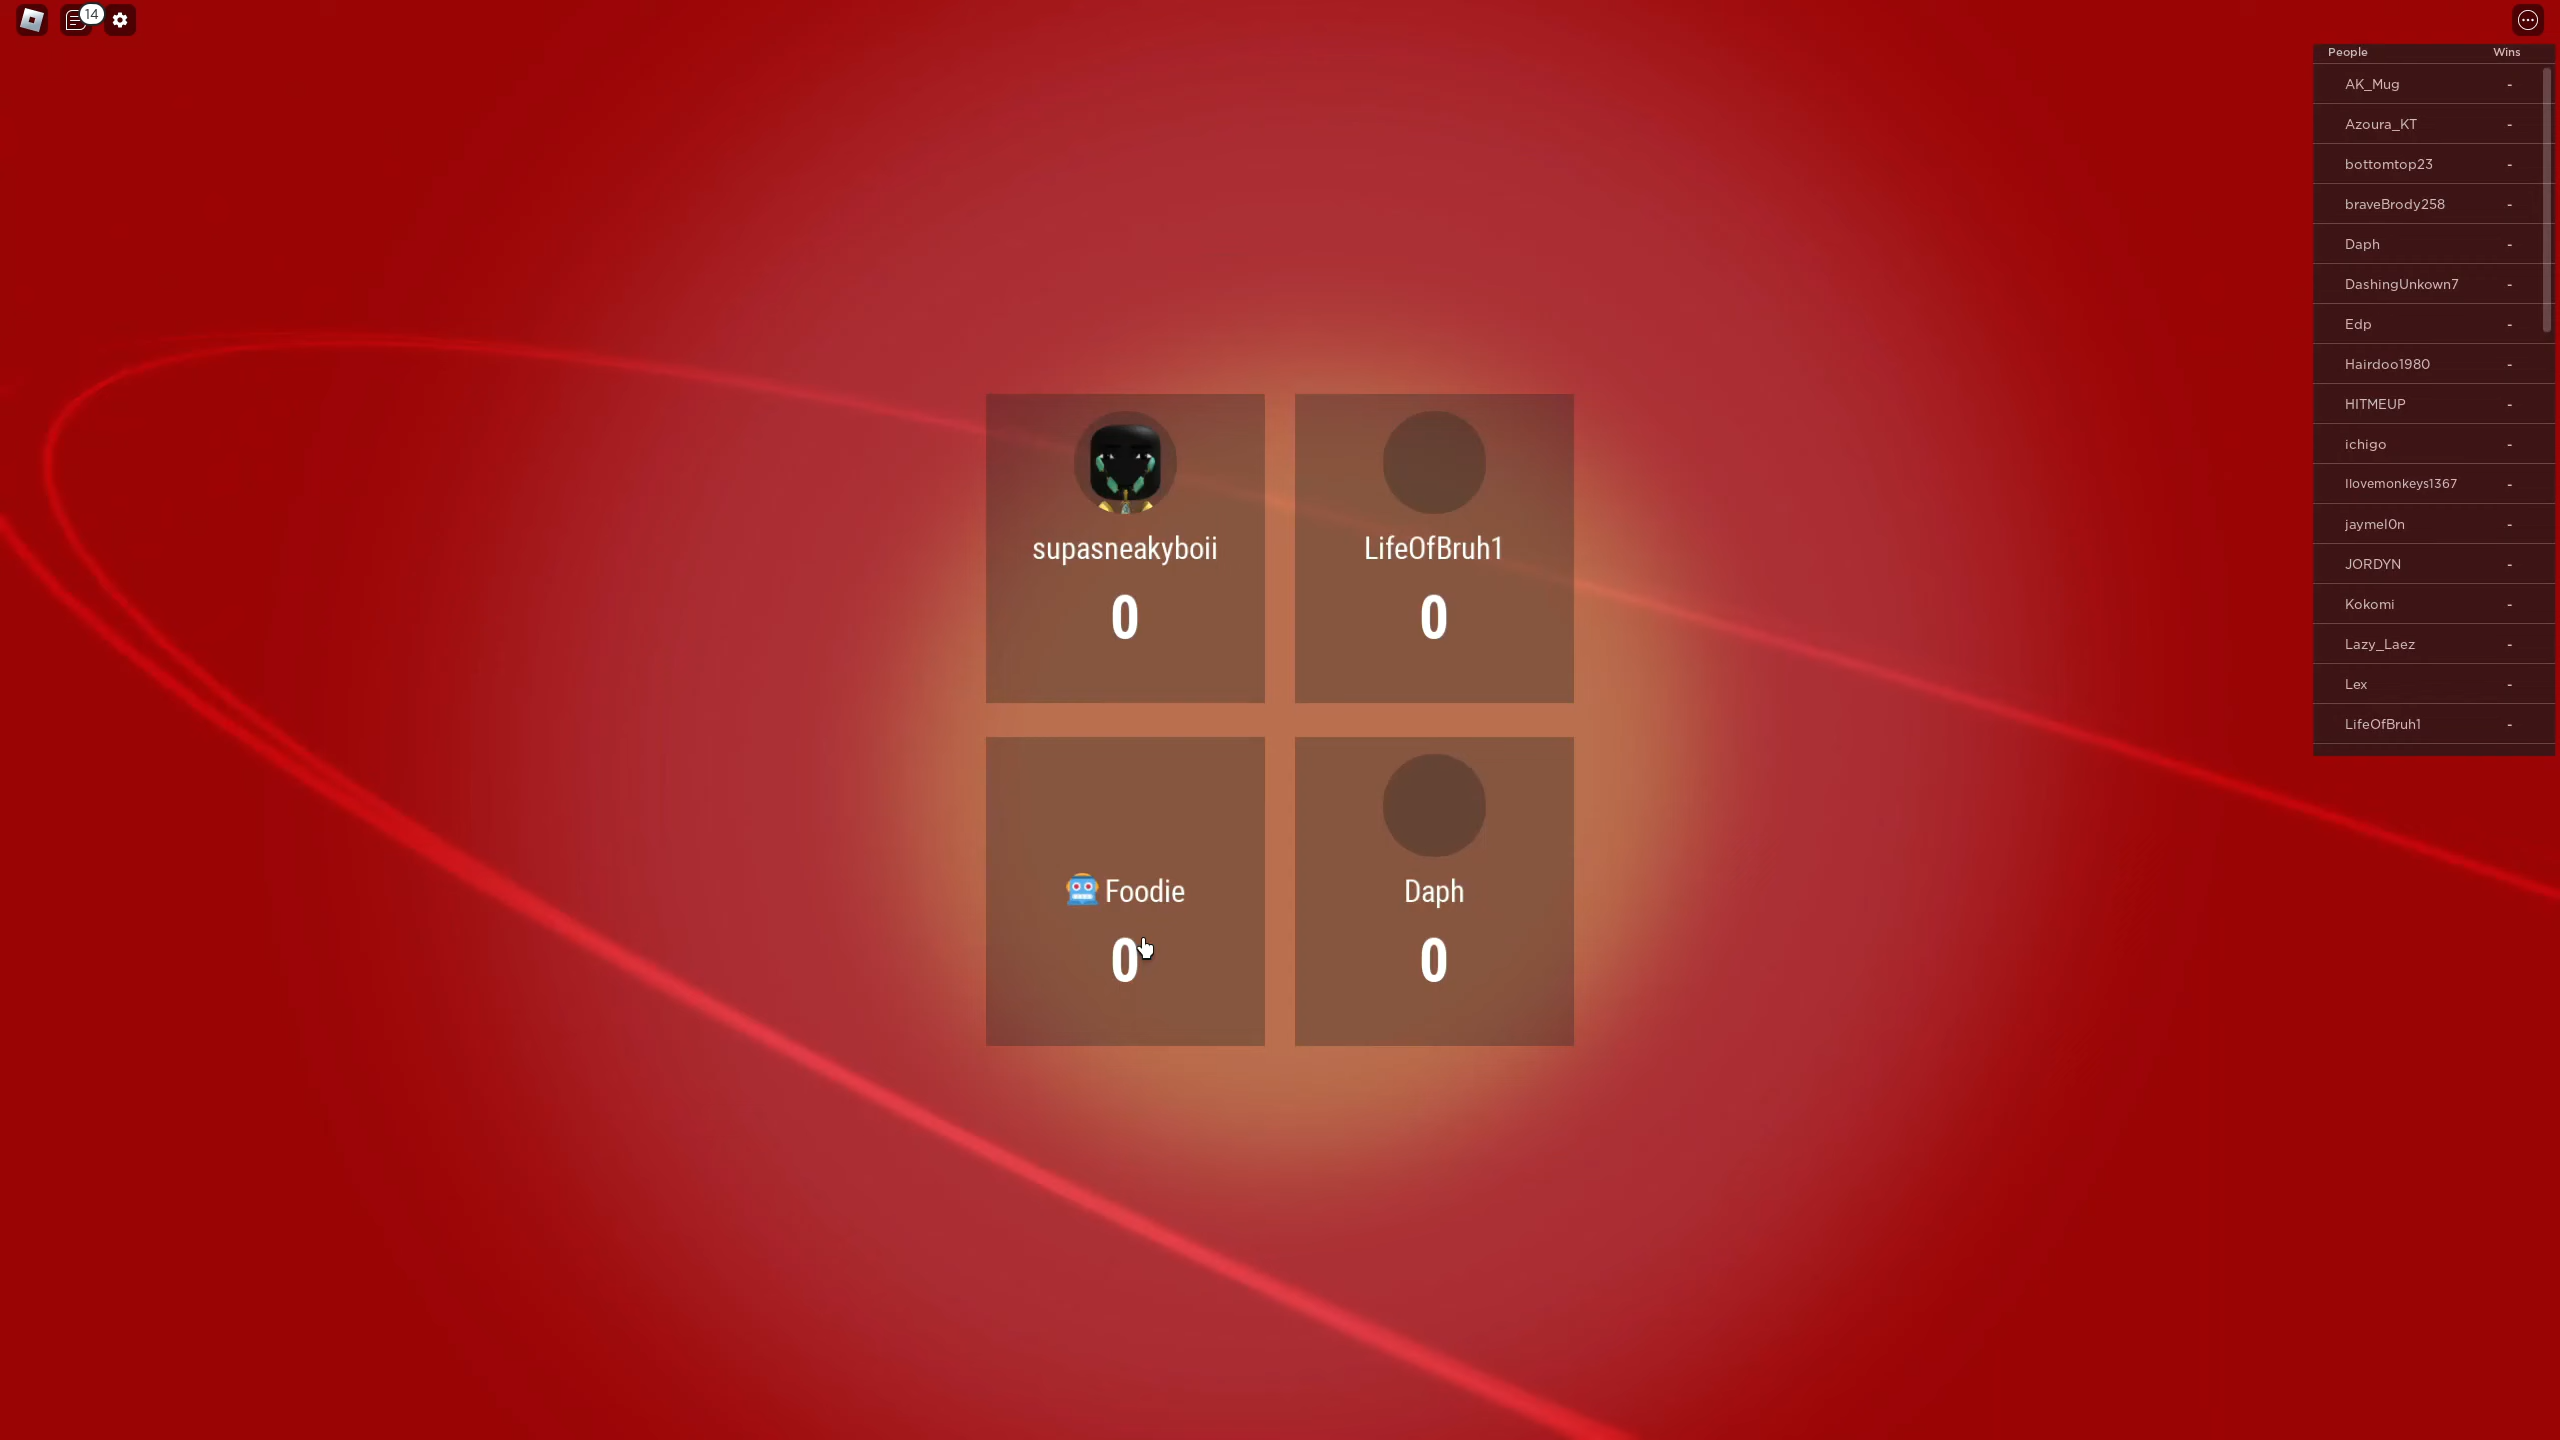 14
People Wins
AK_Mug -
Azoura_KT -
bottomtop23 -
braveBrody258 -
Daph -
DashingUnkown7 -
Edp -
Hairdoo1980 -
HITMEUP -
ichigo -
Ilovemonkeys1367 -
jaymel0n -
JORDYN -
Kokomi -
Lazy_Laez -
Lex -
LifeOfBruh1 -
supasneakyboii
0
LifeOfBruh1
0
🤖 Foodie
0
Daph
0